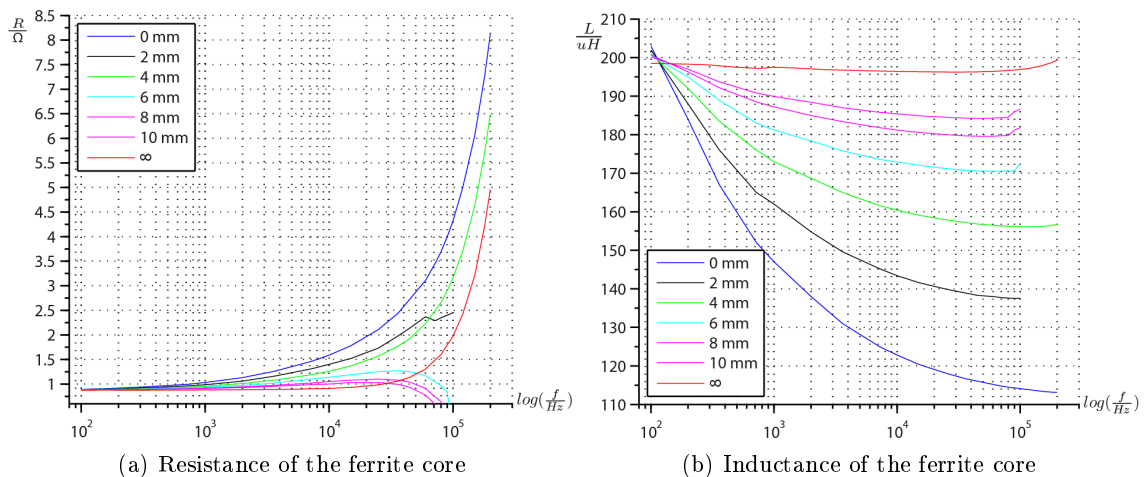 R/Ω
8.5
8
7.5
7
6.5
6
5.5
5
4.5
4
3.5
3
2.5
2
1.5
1
0 mm
2 mm
4 mm
6 mm
8 mm
10 mm
∞
10² 10³ 10⁴ 10⁵
log(f/Hz)
(a) Resistance of the ferrite core
L/uH
210
200
190
180
170
160
150
140
130
120
110
0 mm
2 mm
4 mm
6 mm
8 mm
10 mm
∞
10² 10³ 10⁴ 10⁵
log(f/Hz)
(b) Inductance of the ferrite core